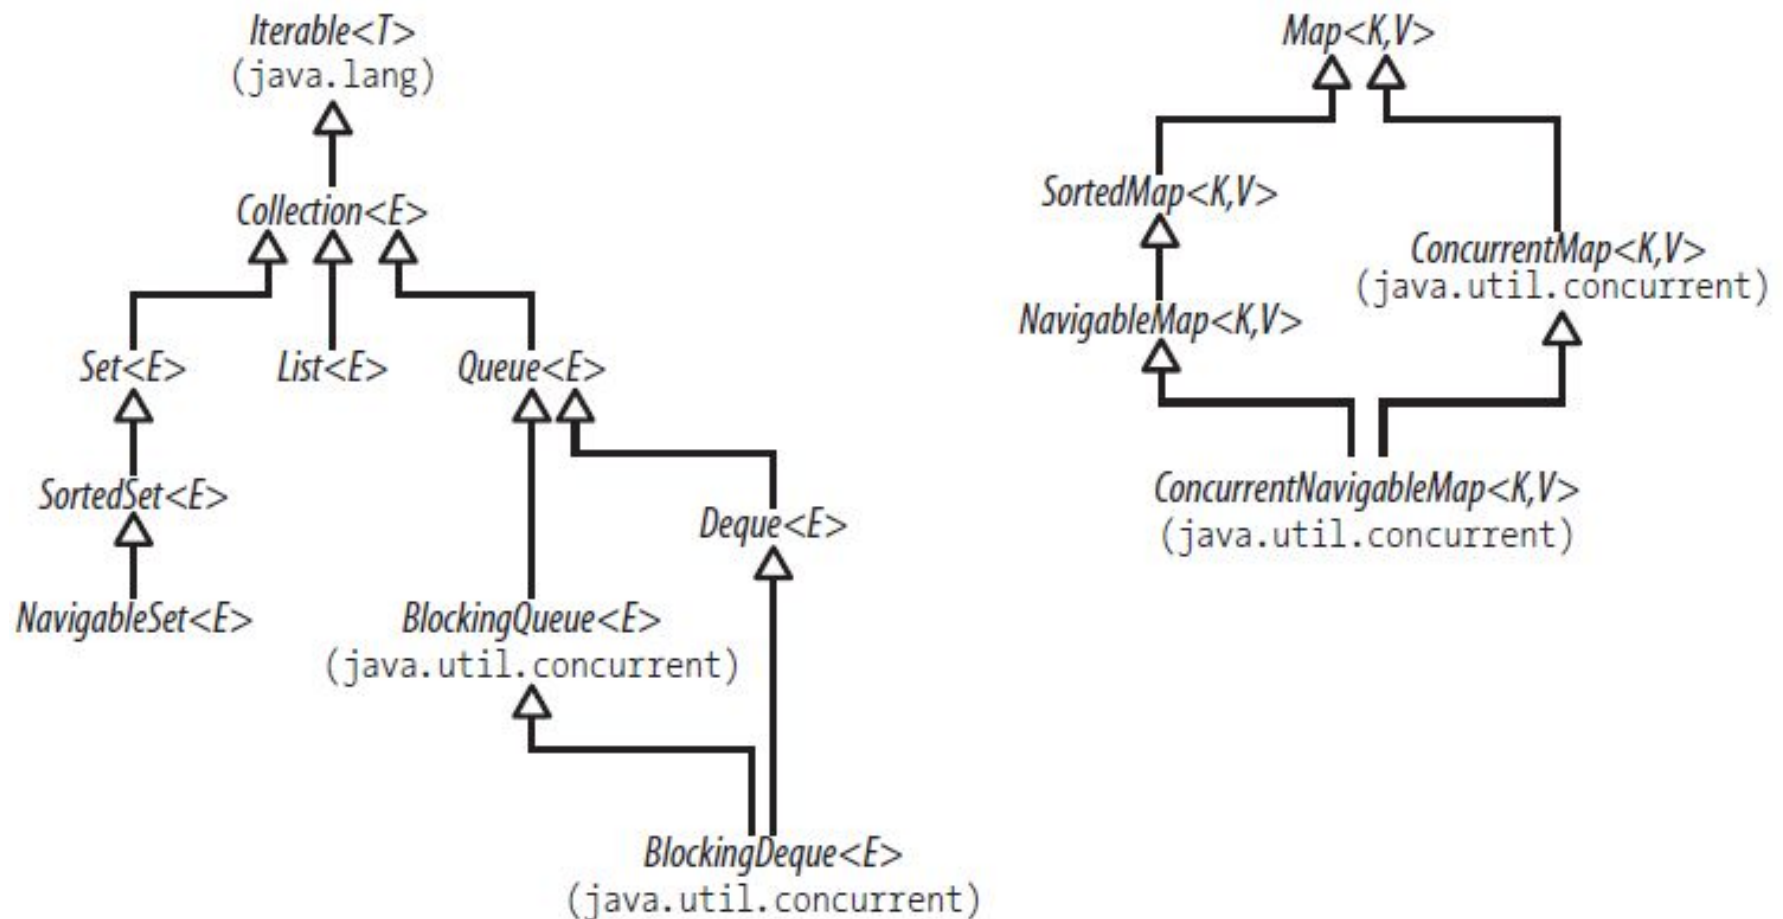 Iterable<T>
(java.lang)
Collection<E>
Set<E>
List<E>
Queue<E>
SortedSet<E>
Deque<E>
NavigableSet<E>
BlockingQueue<E>
(java.util.concurrent)
BlockingDeque<E>
(java.util.concurrent)
Map<K,V>
SortedMap<K,V>
ConcurrentMap<K,V>
(java.util.concurrent)
NavigableMap<K,V>
ConcurrentNavigableMap<K,V>
(java.util.concurrent)